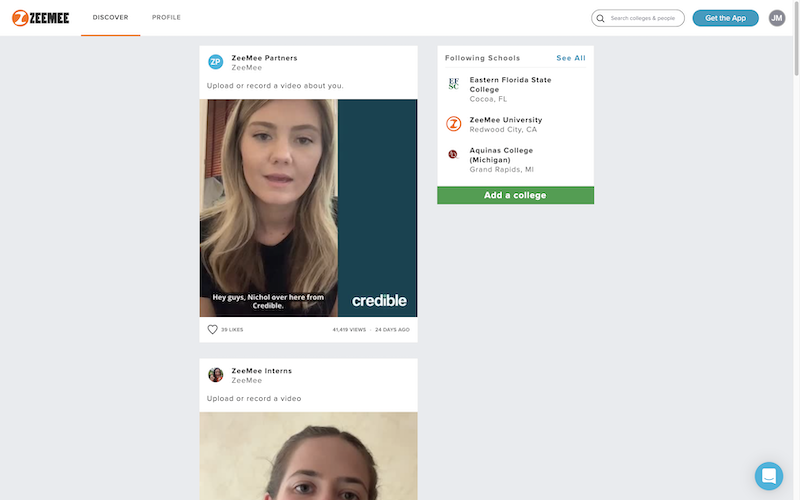 ZEEMEE
DISCOVER
PROFILE
Search colleges & people
Get the App
JM
ZP
ZeeMee Partners
ZeeMee
Upload or record a video about you.
Hey guys, Nichol over here from
Credible.
credible
39 LIKES
41,419 VIEWS · 24 DAYS AGO
ZeeMee Interns
ZeeMee
Upload or record a video
Following Schools
See All
EF
SC
Eastern Florida State
College
Cocoa, FL
ZeeMee University
Redwood City, CA
Aquinas College
(Michigan)
Grand Rapids, MI
Add a college